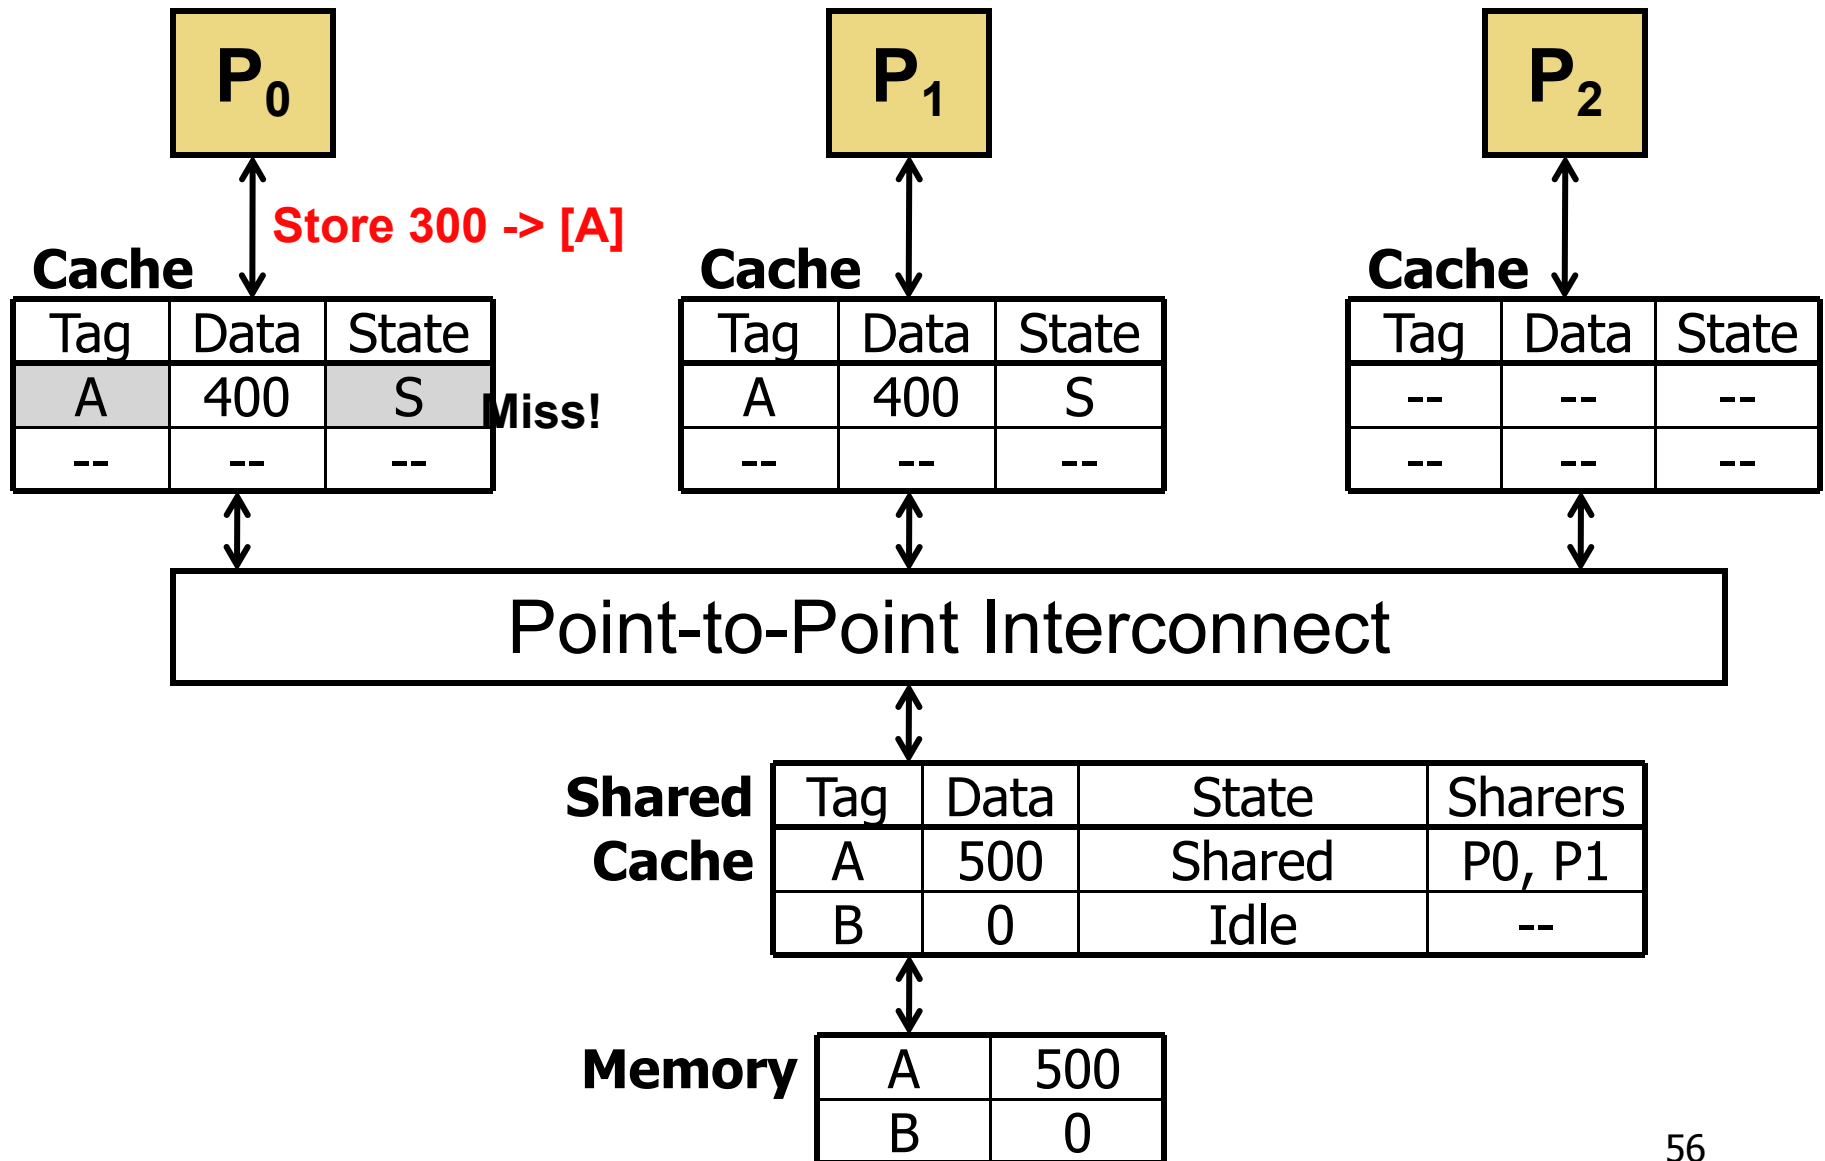 P0 P1 P2
Store 300 -> [A]
Cache Cache Cache
Tag Data State Tag Data State Tag Data State
A 400 S Miss! A 400 S -- -- --
-- -- -- -- -- -- -- -- --
Point-to-Point Interconnect
Shared Tag Data State Sharers
Cache A 500 Shared P0, P1
B 0 Idle --
Memory A 500
B 0
56